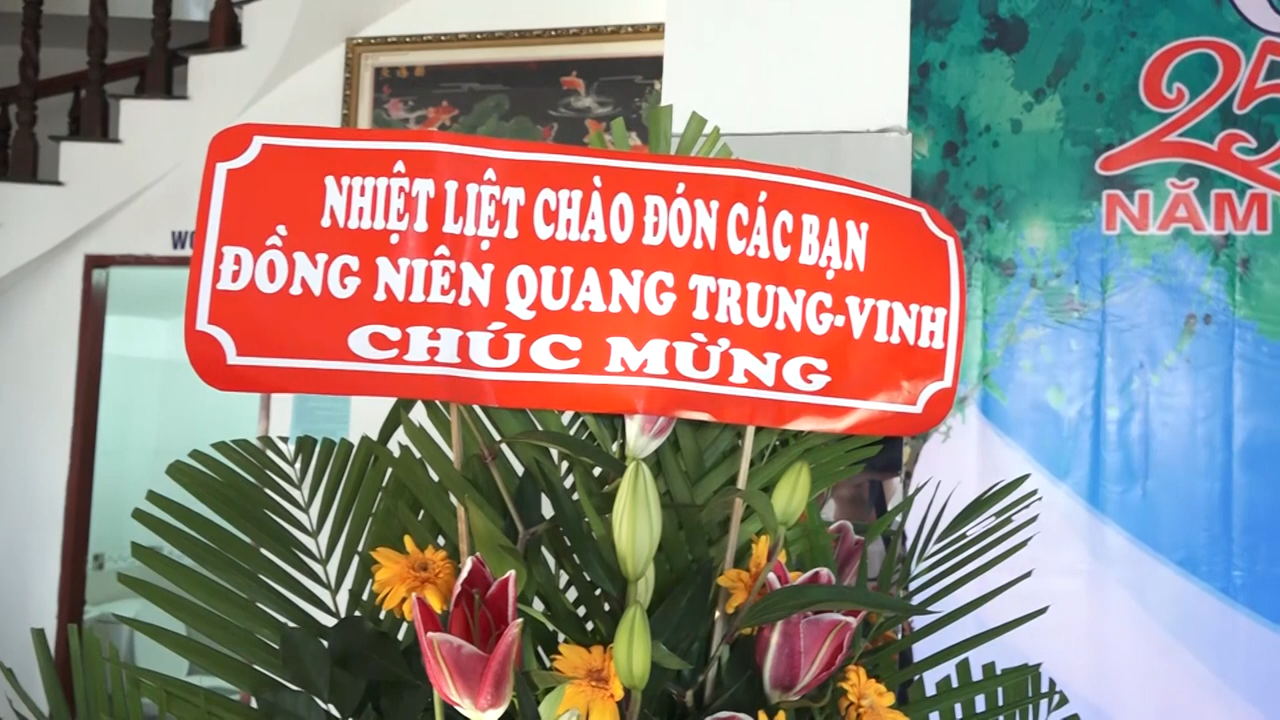 NHIỆT LIỆT CHÀO ĐÓN CÁC BẠN
ĐỒNG NIÊN QUANG TRUNG-VINH
CHÚC MỪNG
25
NĂM